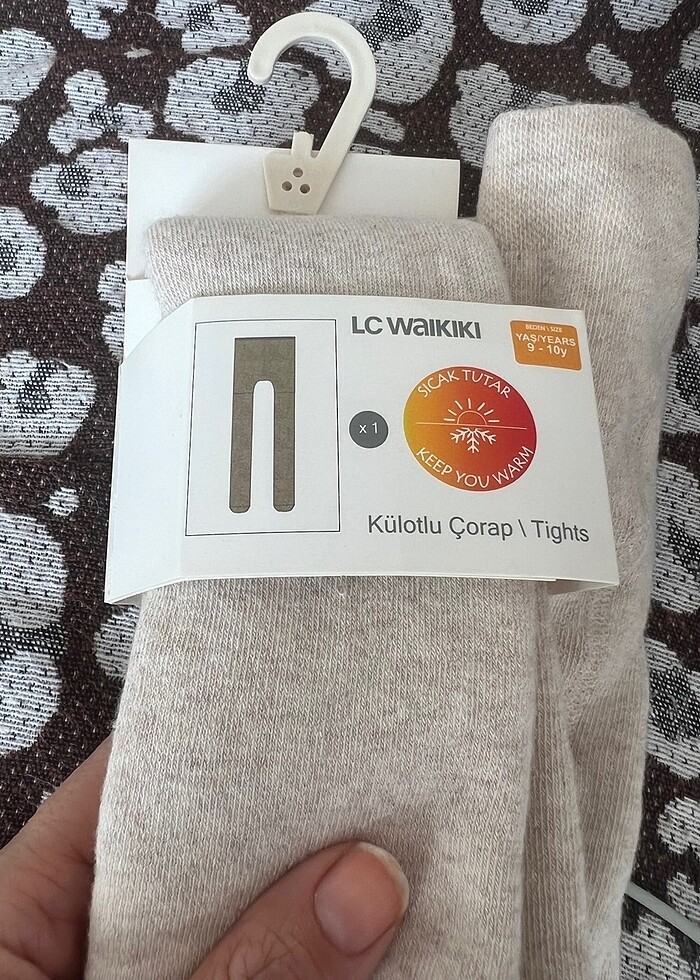 LC WAIKIKI
BEDEN \ SIZE
YAŞ/YEARS
9 - 10y
x 1
SICAK TUTAR
KEEP YOU WARM
Külotlu Çorap \ Tights